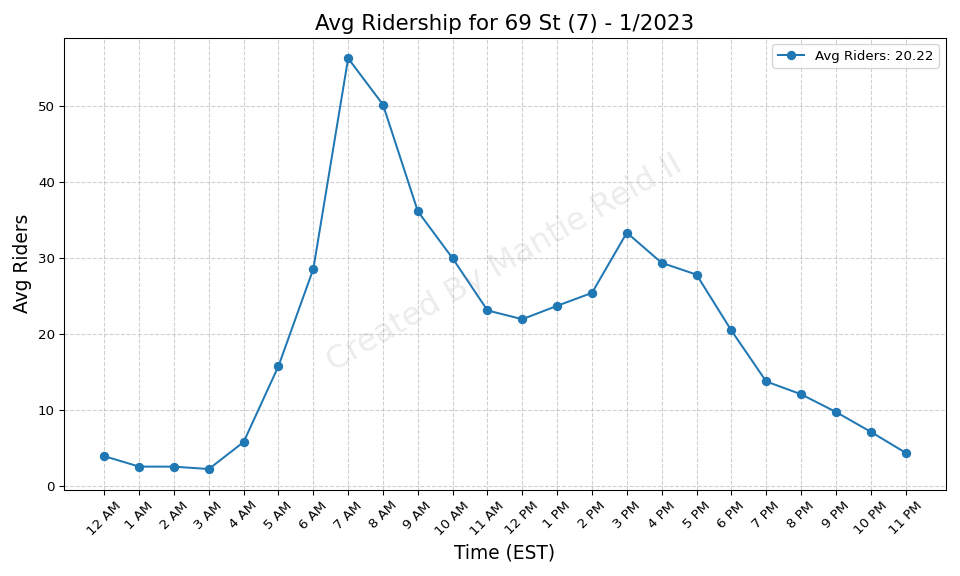 Avg Ridership for 69 St (7) - 1/2023
Avg Riders: 20.22
50
40
30
20
10
0
Avg Riders
Created By Mantie Reid II
12 AM 1 AM 2 AM 3 AM 4 AM 5 AM 6 AM 7 AM 8 AM 9 AM 10 AM 11 AM 12 PM 1 PM 2 PM 3 PM 4 PM 5 PM 6 PM 7 PM 8 PM 9 PM 10 PM 11 PM
Time (EST)